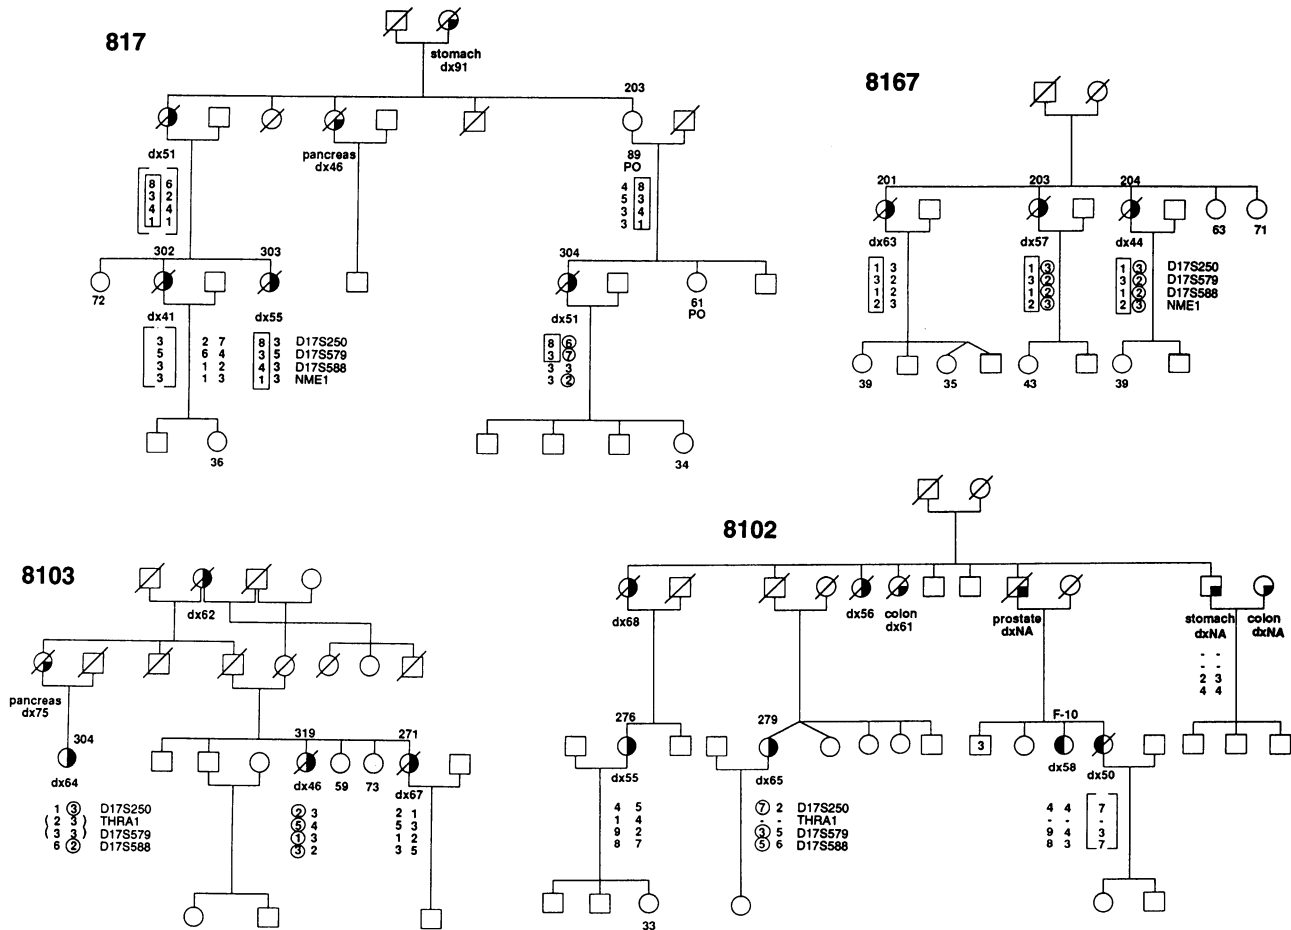 817
stomach
dx91
203
dx51
pancreas
dx46
89
PO
8 6
3 2
4 4
1 1
4 8
5 3
3 4
3 1
302
303
304
72
dx41
dx55
dx51
61
PO
3
5
3
3
2 7
6 4
1 2
1 3
8 3 D17S250
3 5 D17S579
4 3 D17S588
1 3 NME1
8 6
3 7
3 3
3 2
36
34
8167
201
203
204
dx63
dx57
dx44
63
71
1 3
3 2
1 2
2 3
1 3
3 2
1 2
2 3
1 3 D17S250
3 2 D17S579
1 2 D17S588
2 3 NME1
39
35
43
39
8103
dx62
pancreas
dx75
304
dx64
319
271
dx46
59
73
dx67
1 3 D17S250
2 3 THRA1
3 3 D17S579
6 2 D17S588
2 3
5 4
1 3
3 2
2 1
5 3
1 2
3 5
8102
dx68
dx56
colon
dx61
prostate
dxNA
stomach
dxNA
colon
dxNA
- -
- -
2 3
4 4
276
279
F-10
3
dx55
dx65
dx58
dx50
4 5
1 4
9 2
8 7
7 2 D17S250
- - THRA1
3 5 D17S579
5 6 D17S588
4 4
- -
9 4
8 3
7
-
3
7
33